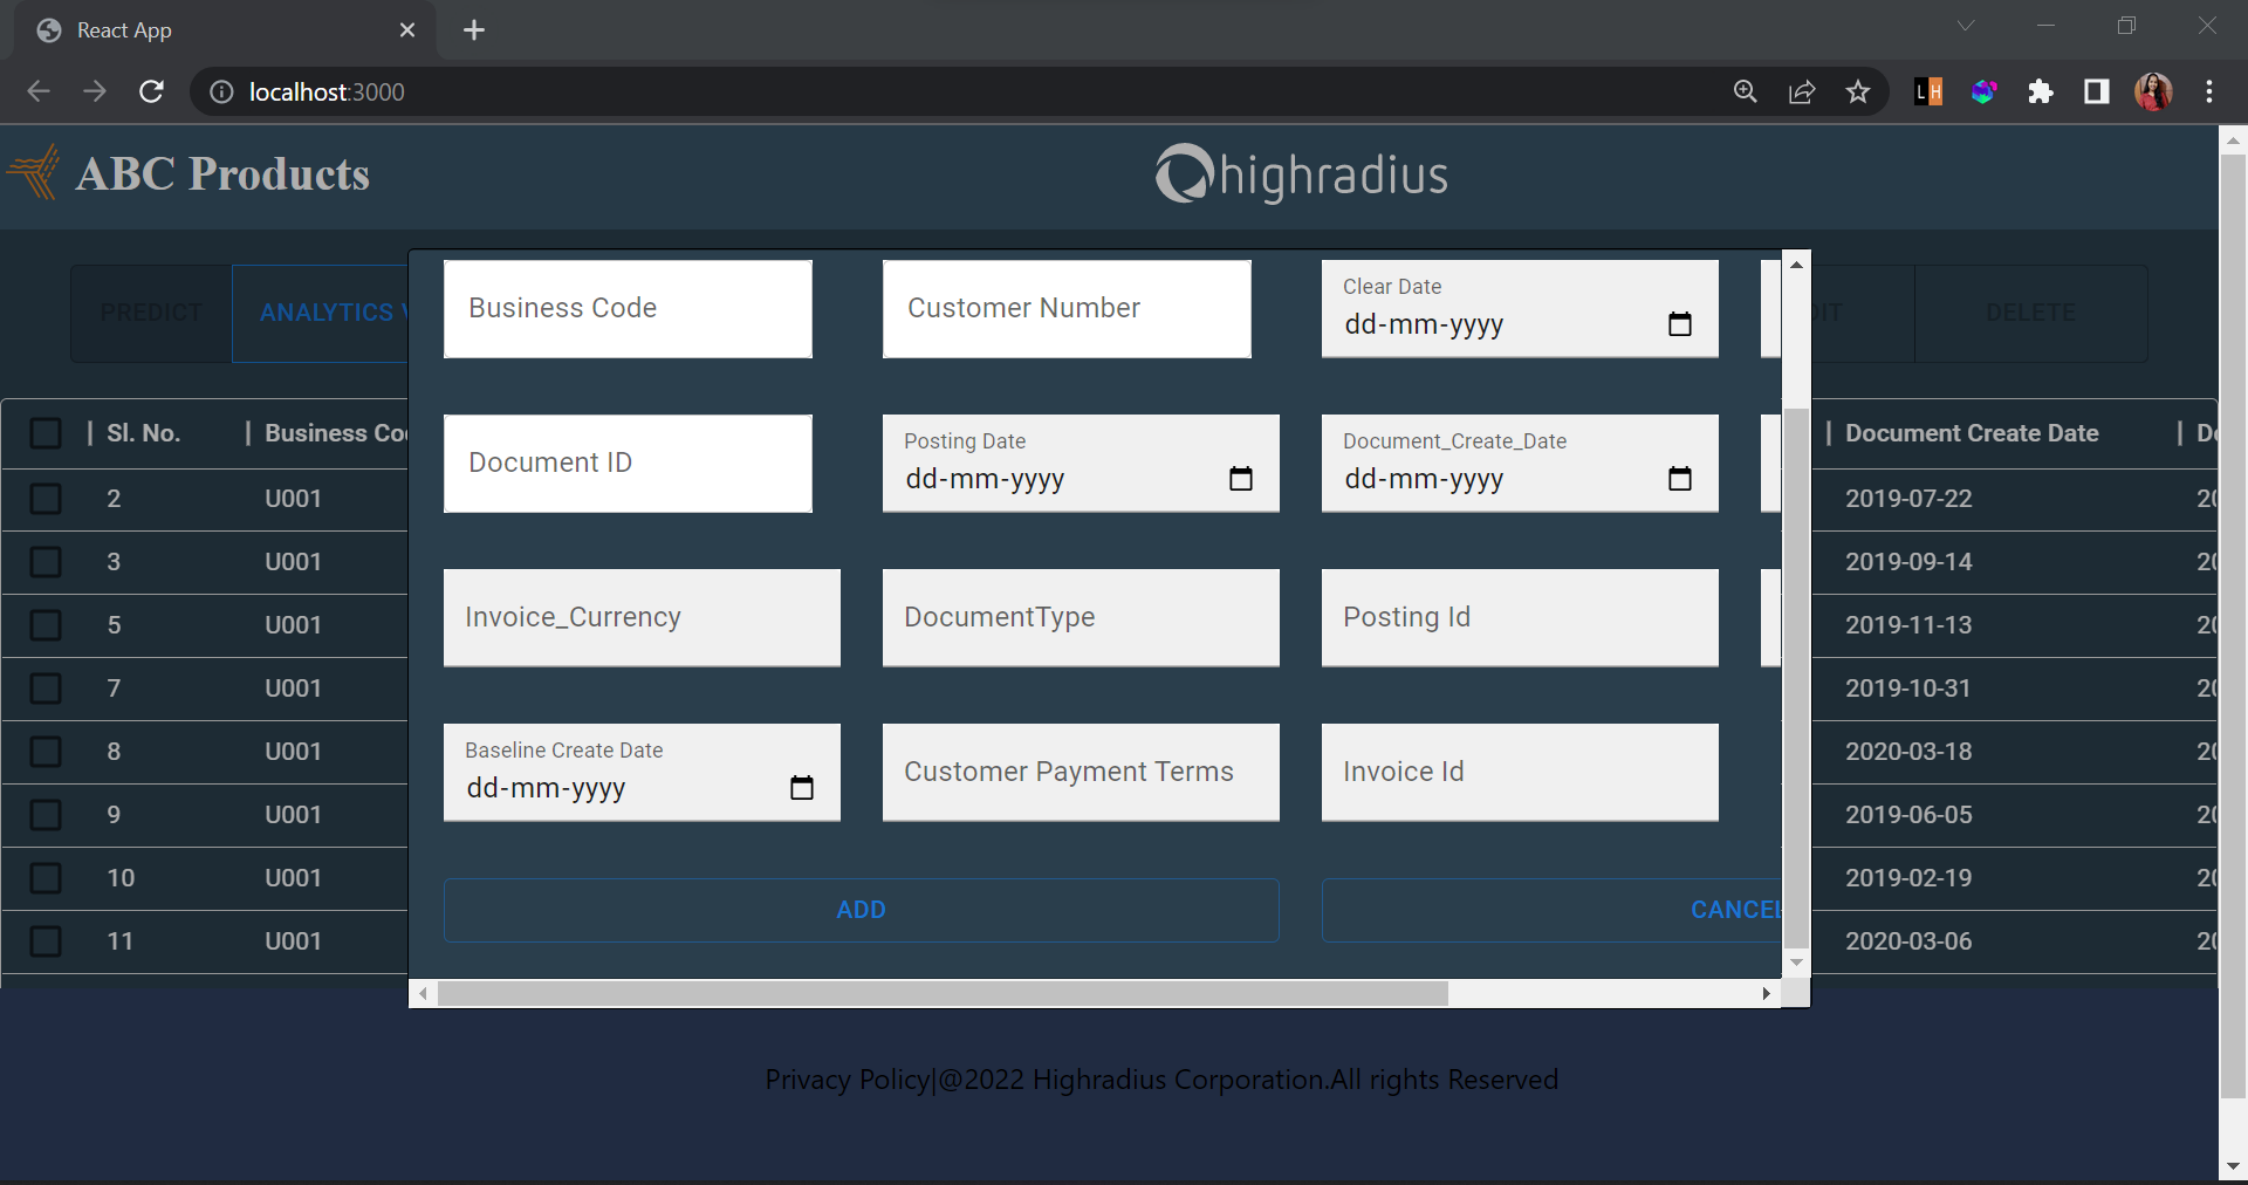 React App
localhost:3000
LH
ABC Products
highradius
PREDICT
ANALYTICS
DELETE
Business Code
Customer Number
Clear Date
dd-mm-yyyy
Document ID
Posting Date
dd-mm-yyyy
Document_Create_Date
dd-mm-yyyy
Invoice_Currency
DocumentType
Posting Id
Baseline Create Date
dd-mm-yyyy
Customer Payment Terms
Invoice Id
ADD
CANCEL
| Sl. No. | Business | Document Create Date |
2 U001 2019-07-22
3 U001 2019-09-14
5 U001 2019-11-13
7 U001 2019-10-31
8 U001 2020-03-18
9 U001 2019-06-05
10 U001 2019-02-19
11 U001 2020-03-06
Privacy Policy|@2022 Highradius Corporation.All rights Reserved